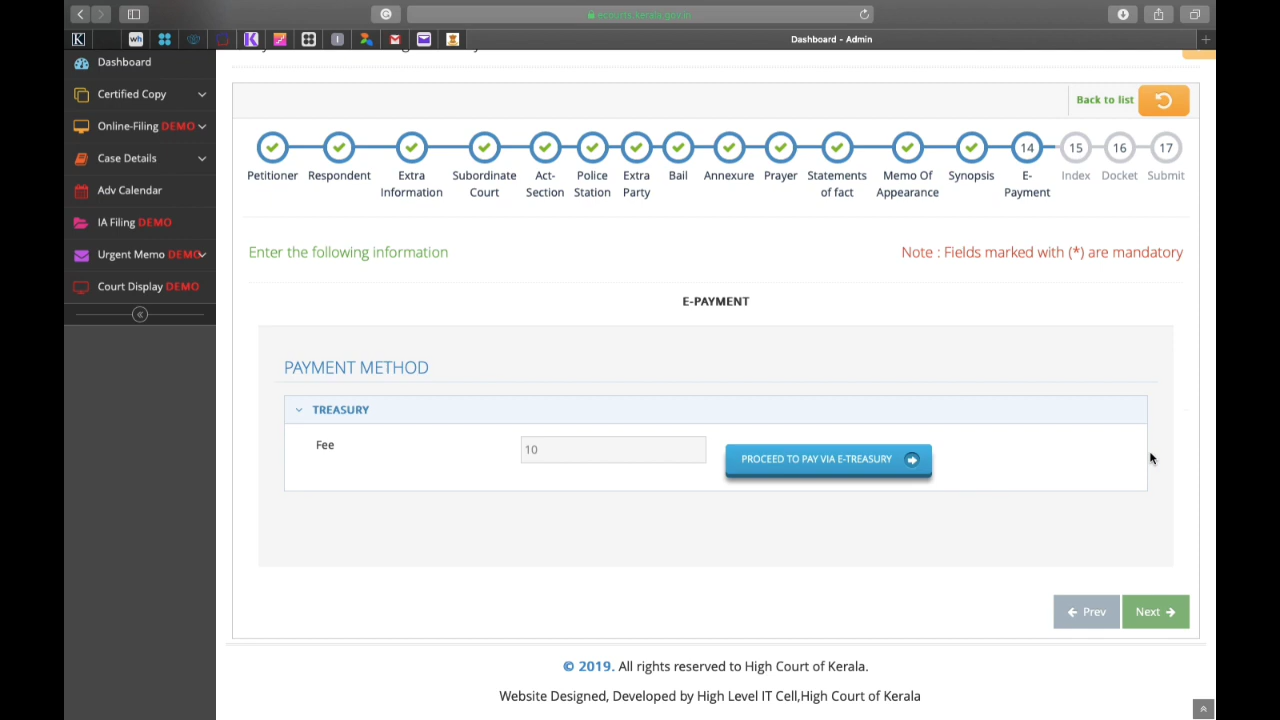 ecourts.kerala.gov.in
Dashboard - Admin
Dashboard
Certified Copy
Online-Filing DEMO
Case Details
Adv Calendar
IA Filing DEMO
Urgent Memo DEMO
Court Display DEMO
Back to list
14 15 16 17
Petitioner Respondent Extra Information Subordinate Court Act-Section Police Station Extra Party Bail Annexure Prayer Statements of fact Memo Of Appearance Synopsis E-Payment Index Docket Submit
Enter the following information
Note : Fields marked with (*) are mandatory
E-PAYMENT
PAYMENT METHOD
TREASURY
Fee 10 PROCEED TO PAY VIA E-TREASURY
Prev Next
© 2019. All rights reserved to High Court of Kerala.
Website Designed, Developed by High Level IT Cell,High Court of Kerala